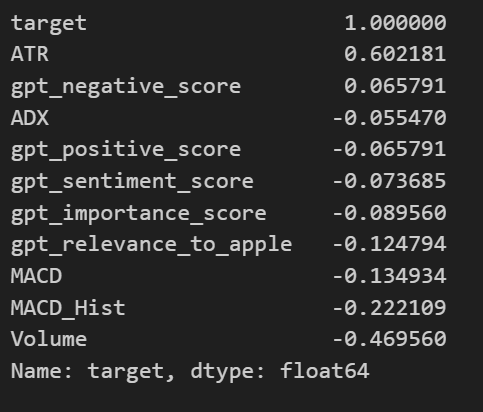 target                    1.000000
ATR                       0.602181
gpt_negative_score        0.065791
ADX                      -0.055470
gpt_positive_score       -0.065791
gpt_sentiment_score      -0.073685
gpt_importance_score     -0.089560
gpt_relevance_to_apple   -0.124794
MACD                     -0.134934
MACD_Hist                -0.222109
Volume                   -0.469560
Name: target, dtype: float64